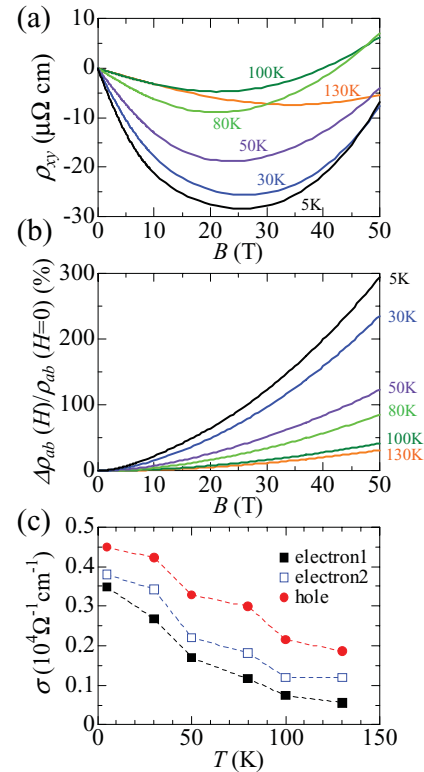 (a)
10
0
-10
-20
-30
ρxy (μΩ cm)
100K
130K
80K
50K
30K
5K
0 10 20 30 40 50
B (T)
(b)
300
200
100
0
Δρab (H)/ρab (H=0) (%)
5K
30K
50K
80K
100K
130K
0 10 20 30 40 50
B (T)
(c)
0.5
0.4
0.3
0.2
0.1
0
σ (10⁴Ω⁻¹cm⁻¹)
electron1
electron2
hole
0 50 100 150
T (K)